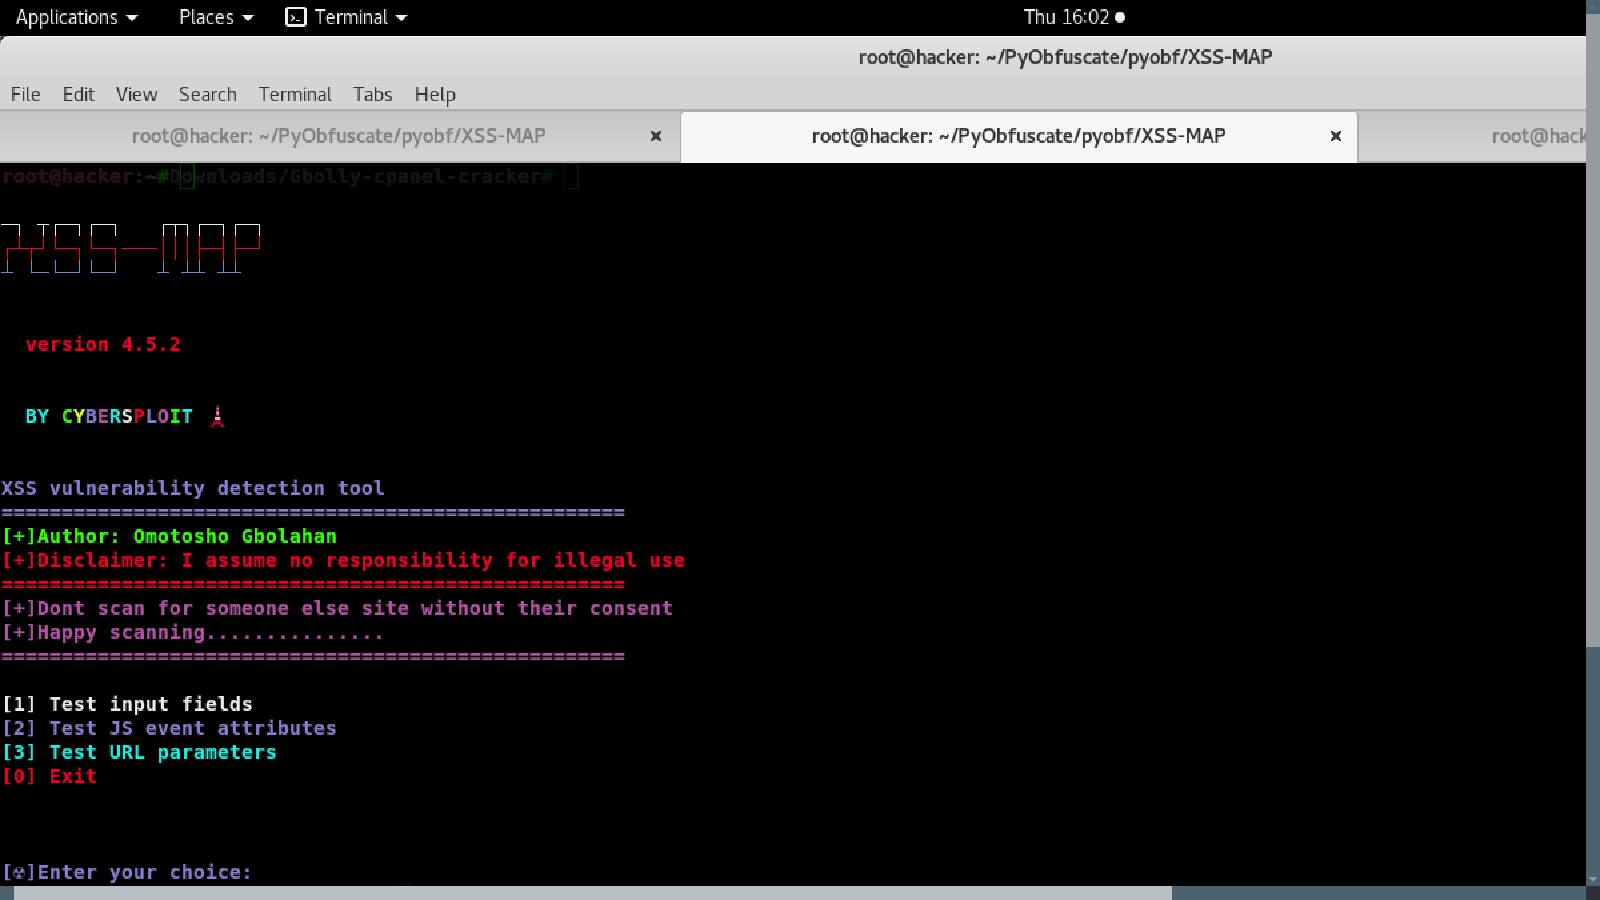 Applications Places Terminal Thu 16:02
root@hacker: ~/PyObfuscate/pyobf/XSS-MAP
File Edit View Search Terminal Tabs Help
root@hacker: ~/PyObfuscate/pyobf/XSS-MAP × root@hacker: ~/PyObfuscate/pyobf/XSS-MAP × root@hack
root@hacker:~#Downloads/Gbolly-cpanel-cracker#
XSS-MAP
version 4.5.2
BY CYBERSPLOIT
XSS vulnerability detection tool
====================================================
[+]Author: Omotosho Gbolahan
[+]Disclaimer: I assume no responsibility for illegal use
====================================================
[+]Dont scan for someone else site without their consent
[+]Happy scanning...............
====================================================
[1] Test input fields
[2] Test JS event attributes
[3] Test URL parameters
[0] Exit
[☢]Enter your choice: